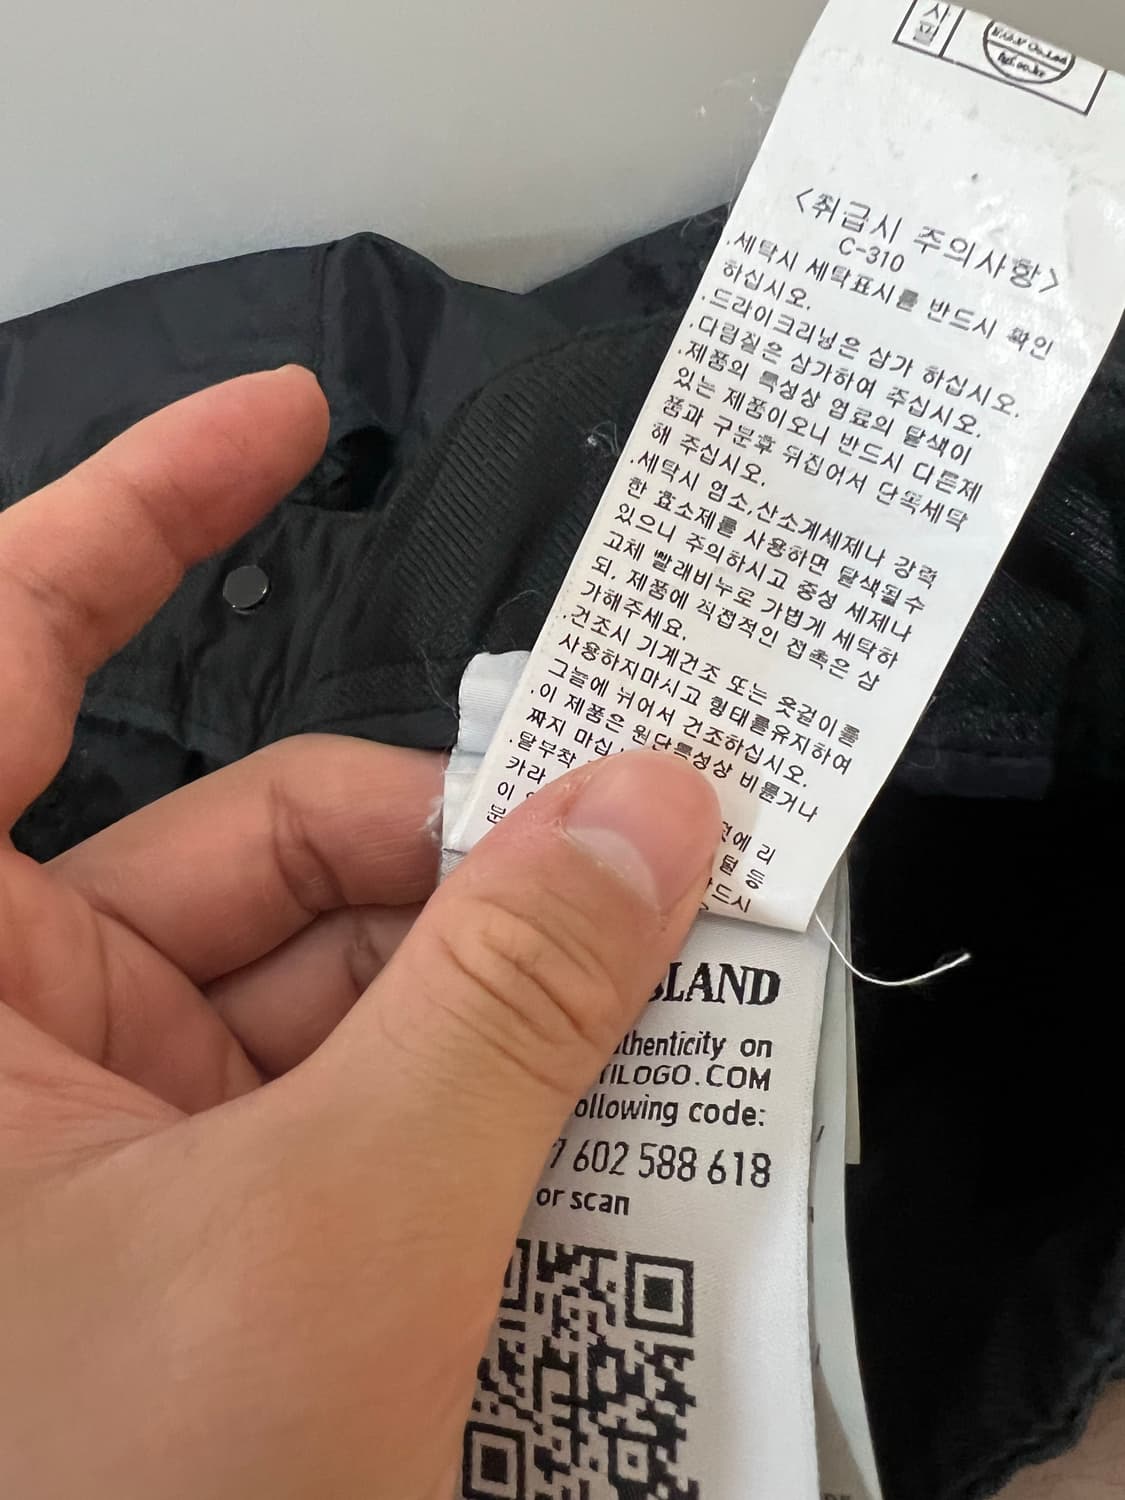 시
<취급시 주의사항>
C-310
.세탁시 세탁표시를 반드시 확인
하십시오.
.드라이크리닝은 삼가 하십시오.
.다림질은 삼가하여 주십시오.
.제품의 특성상 염료의 탈색이
있는 제품이오니 반드시 다른제
품과 구분후 뒤집어서 단독세탁
해 주십시오.
.세탁시 염소,산소계세제나 강력
한 효소제를 사용하면 탈색될수
있으니 주의하시고 중성 세제나
고체 빨래비누로 가볍게 세탁하
되, 제품에 직접적인 접촉은 삼
가해주세요.
.건조시 기계건조 또는 옷걸이를
사용하지마시고 형태를유지하여
그늘에 뉘어서 건조하십시오.
.이 제품은 원단특성상 비틀거나
짜지 마십
.탈부착 에 리
카라 털 등
이 드시
SLAND
uthenticity on
TILOGO.COM
ollowing code:
7 602 588 618
or scan